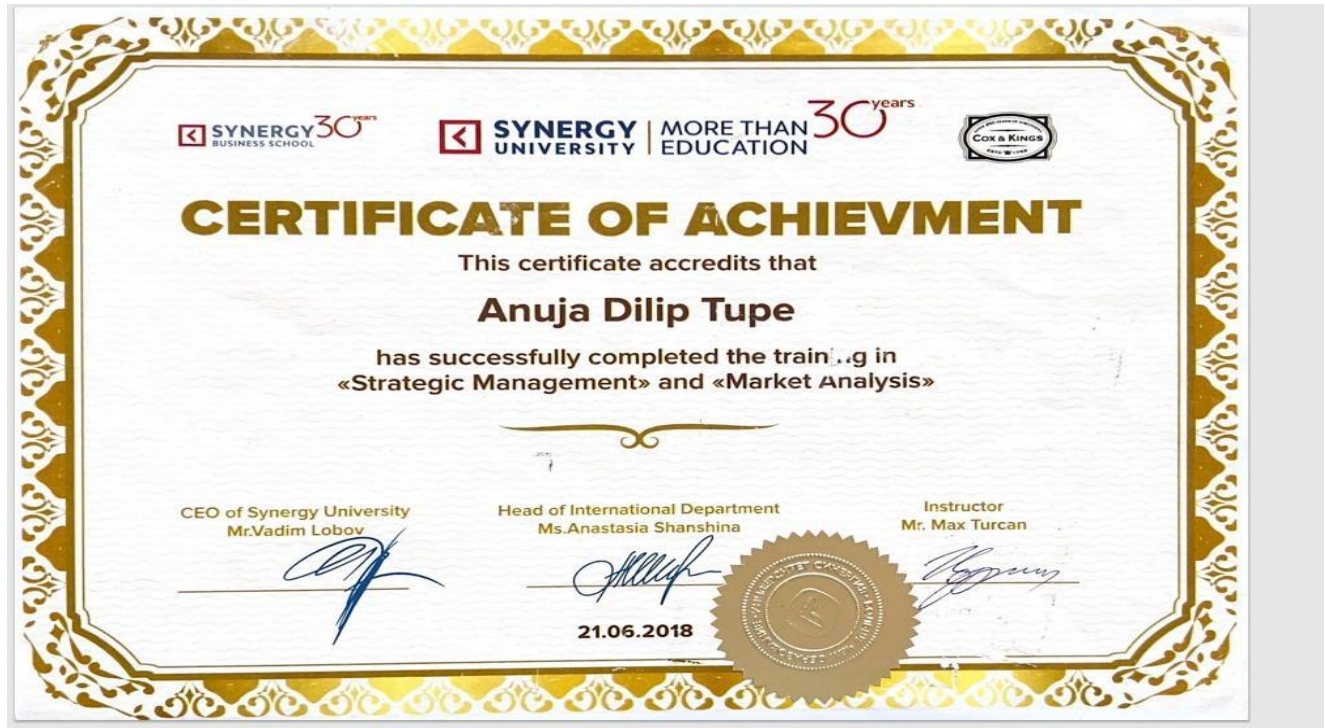 SYNERGY 30 years
BUSINESS SCHOOL
SYNERGY UNIVERSITY | MORE THAN EDUCATION 30 years
COX & KINGS
CERTIFICATE OF ACHIEVMENT
This certificate accredits that
Anuja Dilip Tupe
has successfully completed the training in
«Strategic Management» and «Market Analysis»
CEO of Synergy University
Mr.Vadim Lobov
Head of International Department
Ms.Anastasia Shanshina
Instructor
Mr. Max Turcan
21.06.2018